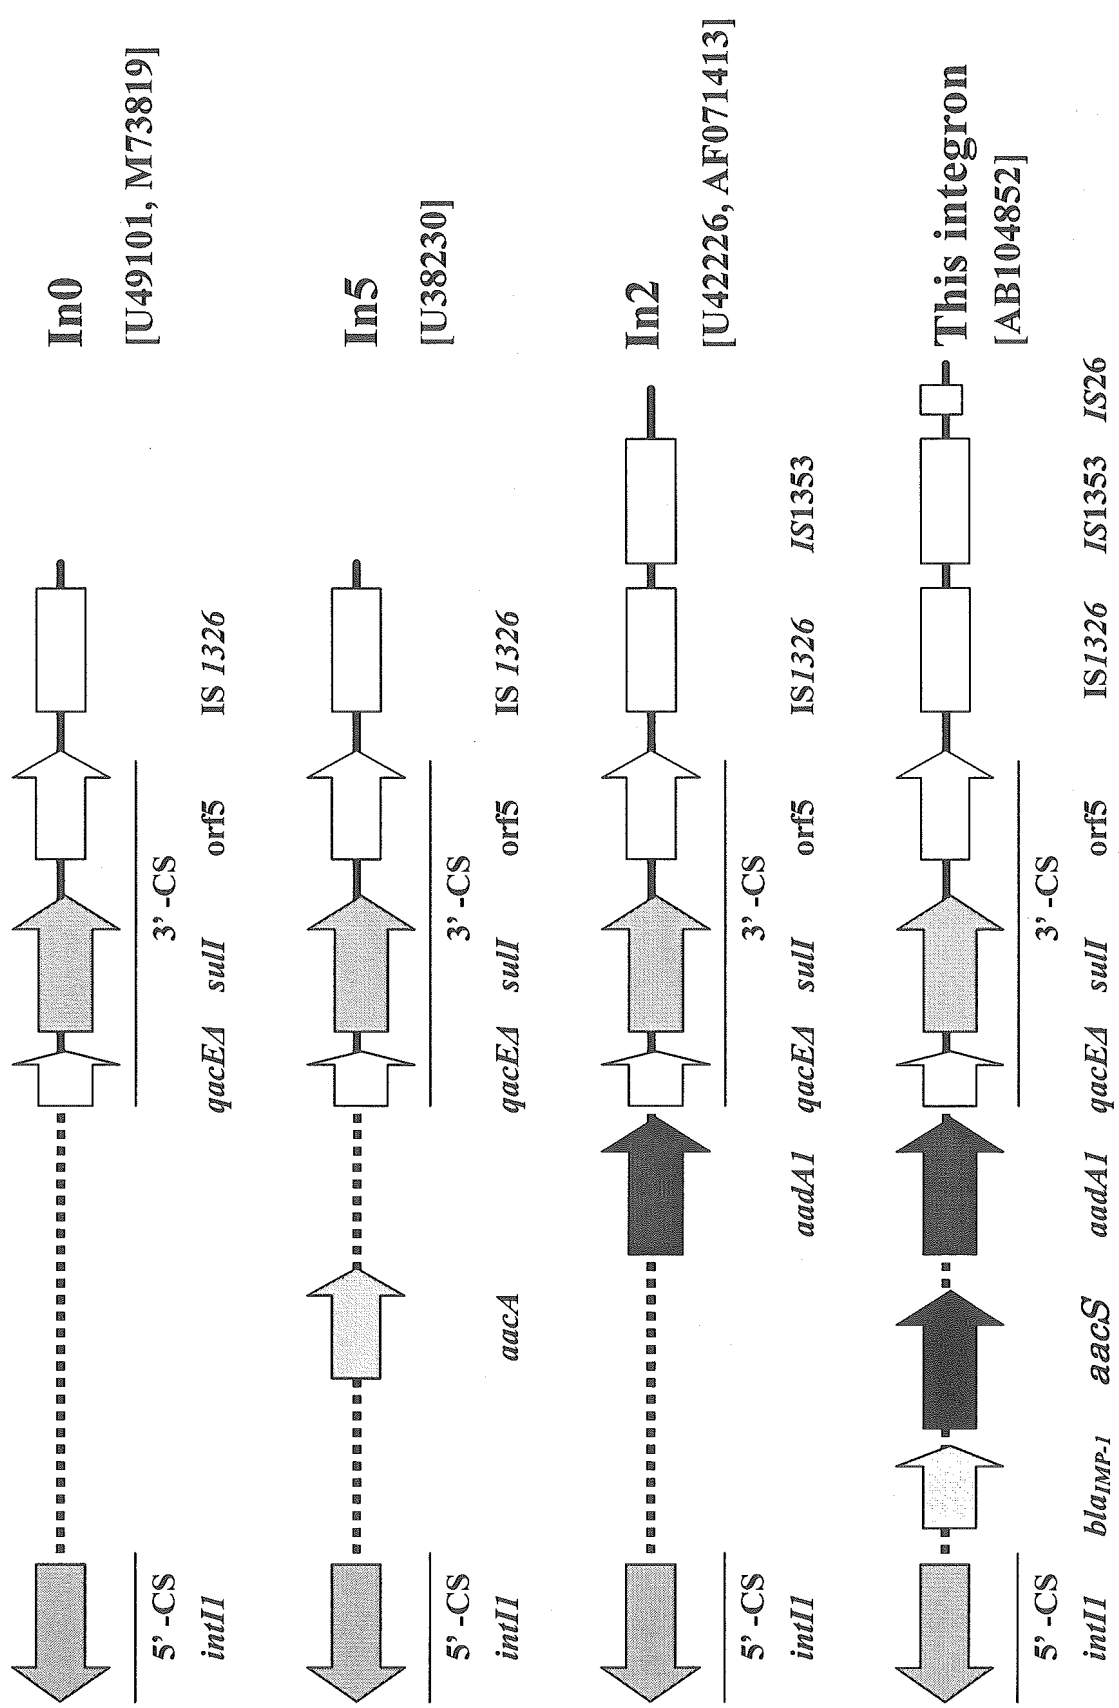 In0
[U49101, M73819]
5’-CS
3’-CS
intI1
qacEΔ
sulI
orf5
IS 1326
In5
[U38230]
5’-CS
3’-CS
intI1
aacA
qacEΔ
sulI
orf5
IS 1326
In2
[U42226, AF071413]
5’-CS
3’-CS
intI1
aadA1
qacEΔ
sulI
orf5
IS1326
IS1353
This integron
[AB104852]
5’-CS
3’-CS
intI1
blaIMP-1
aacS
aadA1
qacEΔ
sulI
orf5
IS1326
IS1353
IS26